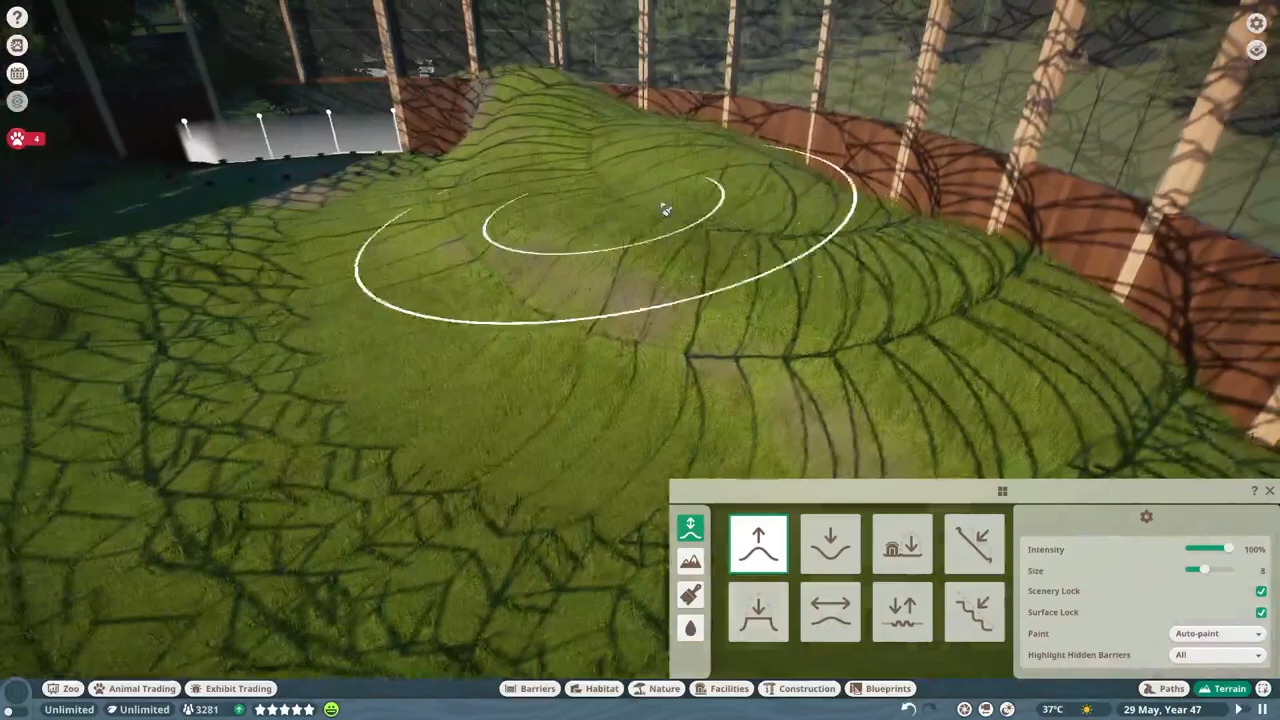 4
?
Intensity 100%
Size 8
Scenery Lock
Surface Lock
Paint Auto-paint
Highlight Hidden Barriers All
Zoo Animal Trading Exhibit Trading Barriers Habitat Nature Facilities Construction Blueprints Paths Terrain
Unlimited Unlimited 3281 37°C 29 May, Year 47